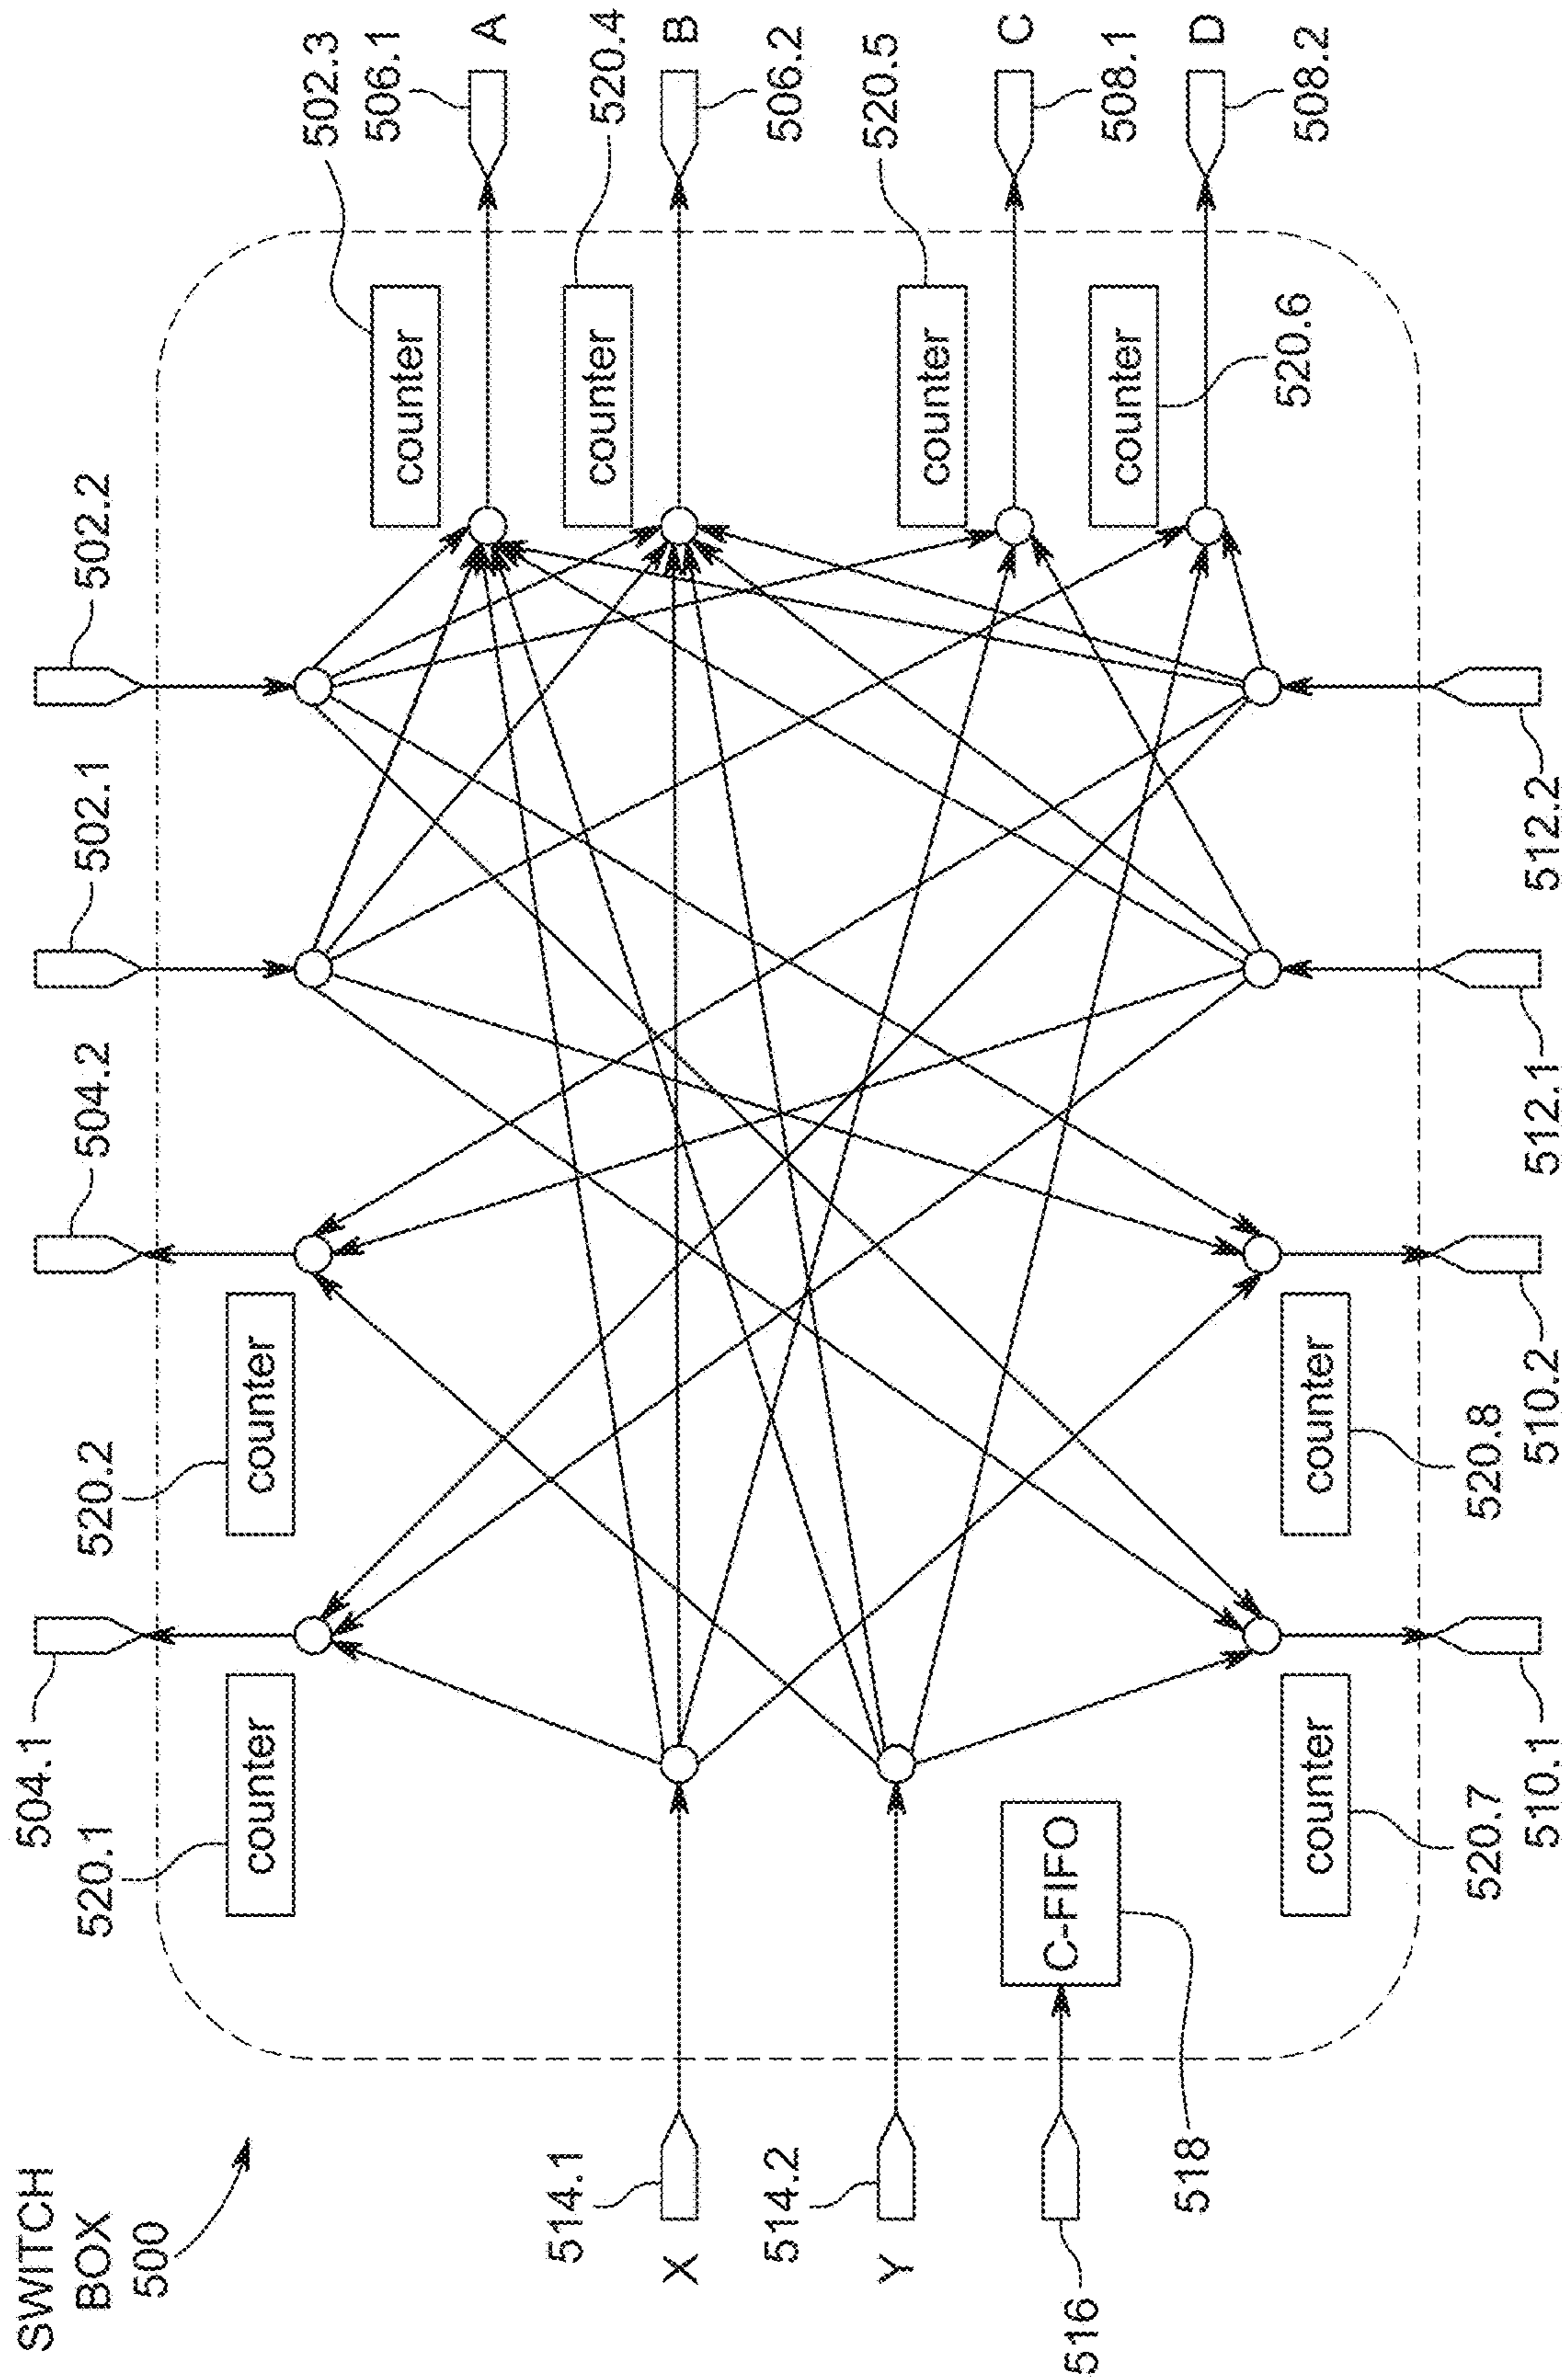 SWITCH
BOX
500
504.1
504.2
502.1
502.2
520.1
520.2
counter
counter
502.3
506.1
A
counter
520.4
B
counter
506.2
514.1
X
514.2
Y
520.5
C
counter
508.1
D
counter
508.2
520.6
516
C-FIFO
518
counter
counter
520.7
520.8
510.1
510.2
512.1
512.2